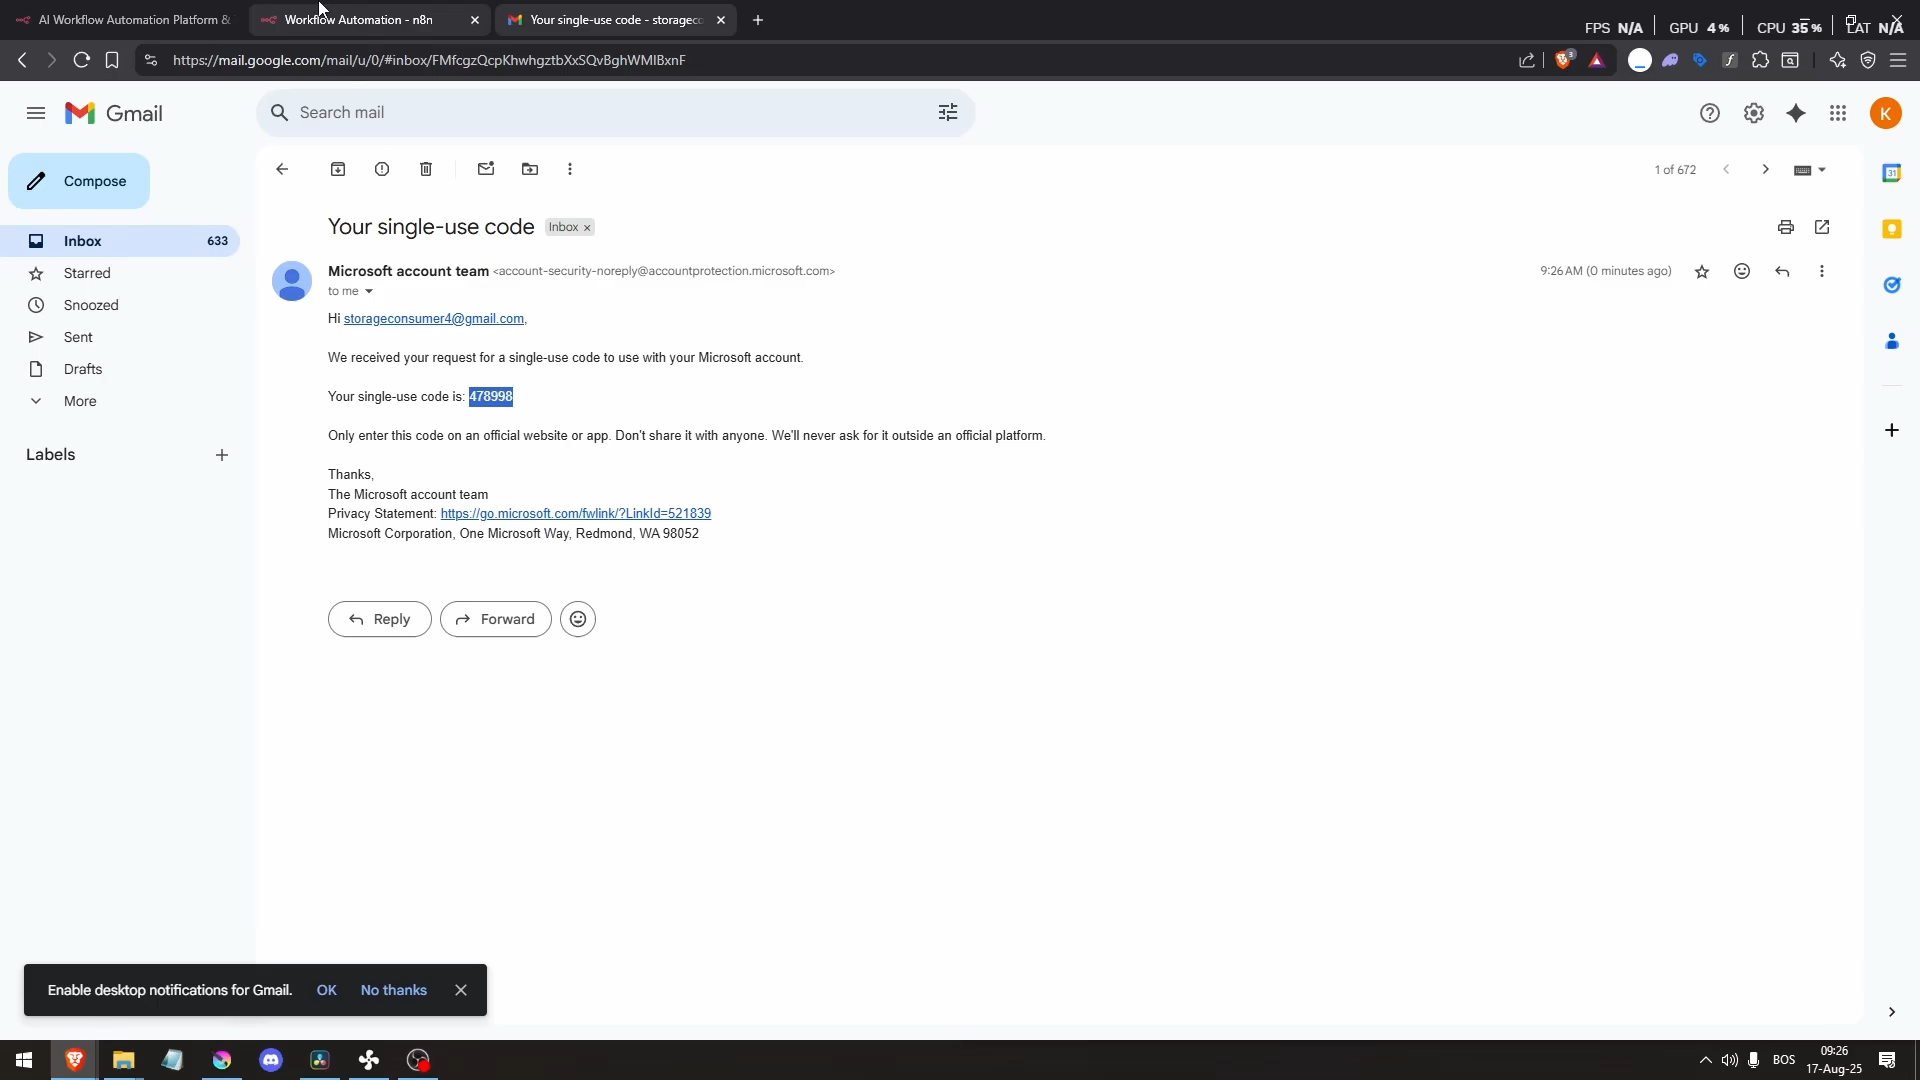 AI Workflow Automation Platform &
Workflow Automation - n8n
Your single-use code - storagec
FPS N/A
GPU 4%
CPU 35%
LAT N/A
https://mail.google.com/mail/u/0/#inbox/FMfcgzQcpKhwhgztbXxSQvBghWMlBxnF
3
Gmail
Search mail
K
Compose
1 of 672
Inbox 633
Starred
Snoozed
Sent
Drafts
More
Labels
Your single-use code
Inbox ×
Microsoft account team <account-security-noreply@accountprotection.microsoft.com>
9:26 AM (0 minutes ago)
to me
Hi storageconsumer4@gmail.com,
We received your request for a single-use code to use with your Microsoft account.
Your single-use code is: 478998
Only enter this code on an official website or app. Don't share it with anyone. We'll never ask for it outside an official platform.
Thanks,
The Microsoft account team
Privacy Statement: https://go.microsoft.com/fwlink/?LinkId=521839
Microsoft Corporation, One Microsoft Way, Redmond, WA 98052
Reply
Forward
31
Enable desktop notifications for Gmail.
OK
No thanks
BOS
09:26
17-Aug-25